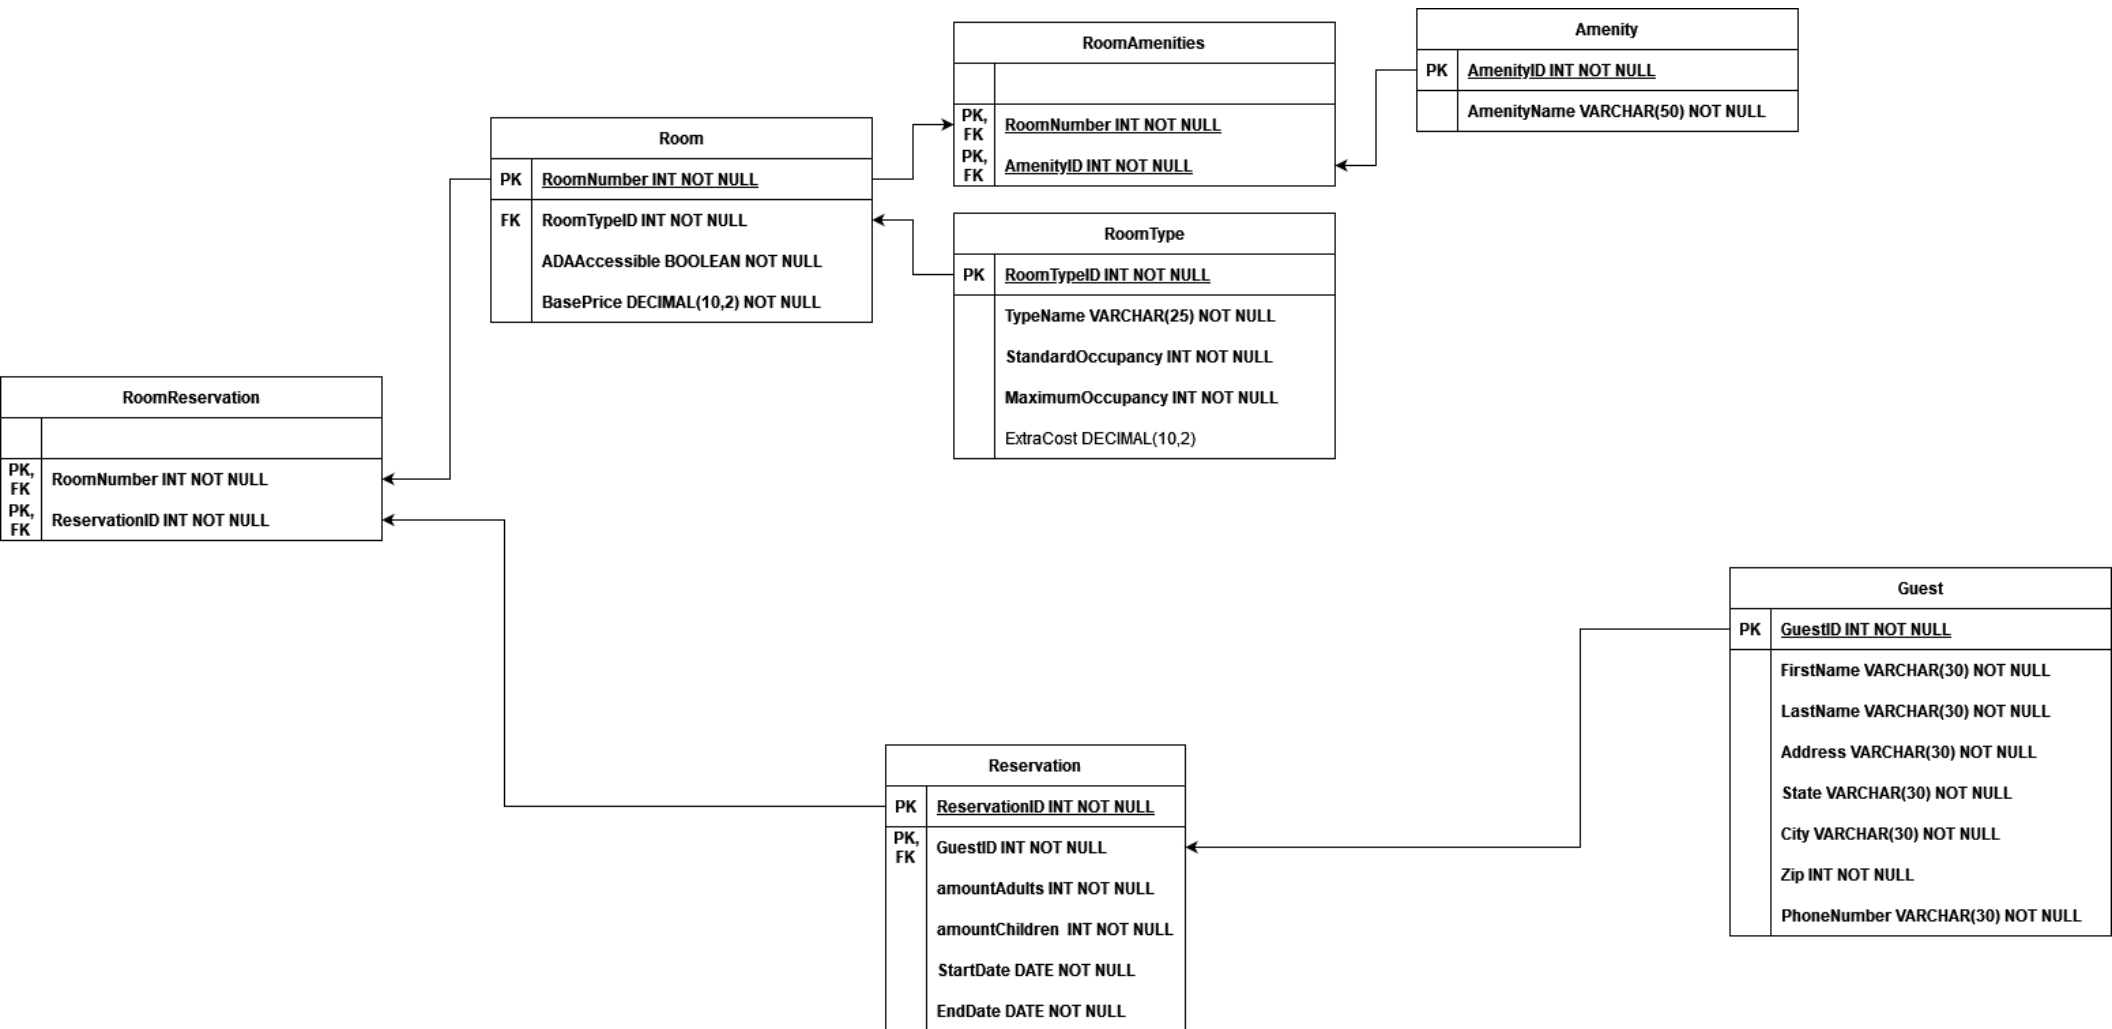 RoomAmenities
PK, FK RoomNumber INT NOT NULL
PK, FK AmenityID INT NOT NULL
Amenity
PK AmenityID INT NOT NULL
AmenityName VARCHAR(50) NOT NULL
Room
PK RoomNumber INT NOT NULL
FK RoomTypeID INT NOT NULL
ADAAccessible BOOLEAN NOT NULL
BasePrice DECIMAL(10,2) NOT NULL
RoomType
PK RoomTypeID INT NOT NULL
TypeName VARCHAR(25) NOT NULL
StandardOccupancy INT NOT NULL
MaximumOccupancy INT NOT NULL
ExtraCost DECIMAL(10,2)
RoomReservation
PK, FK RoomNumber INT NOT NULL
PK, FK ReservationID INT NOT NULL
Guest
PK GuestID INT NOT NULL
FirstName VARCHAR(30) NOT NULL
LastName VARCHAR(30) NOT NULL
Address VARCHAR(30) NOT NULL
State VARCHAR(30) NOT NULL
City VARCHAR(30) NOT NULL
Zip INT NOT NULL
PhoneNumber VARCHAR(30) NOT NULL
Reservation
PK ReservationID INT NOT NULL
PK, FK GuestID INT NOT NULL
amountAdults INT NOT NULL
amountChildren INT NOT NULL
StartDate DATE NOT NULL
EndDate DATE NOT NULL